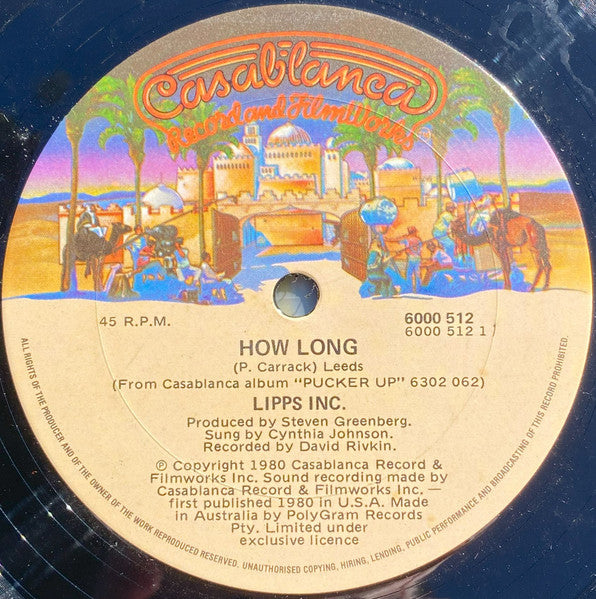 Casablanca
Record and FilmWorks
45 R.P.M.
6000 512
6000 512 1
HOW LONG
(P. Carrack) Leeds
(From Casablanca album “PUCKER UP” 6302 062)
LIPPS INC.
Produced by Steven Greenberg.
Sung by Cynthia Johnson.
Recorded by David Rivkin.
℗ Copyright 1980 Casablanca Record &
Filmworks Inc. Sound recording made by
Casablanca Record & Filmworks Inc. —
first published 1980 in U.S.A. Made
in Australia by PolyGram Records
Pty. Limited under
exclusive licence
ALL RIGHTS OF THE PRODUCER AND OF THE OWNER OF THE WORK REPRODUCED RESERVED. UNAUTHORISED COPYING, HIRING, LENDING, PUBLIC PERFORMANCE AND BROADCASTING OF THIS RECORD PROHIBITED.